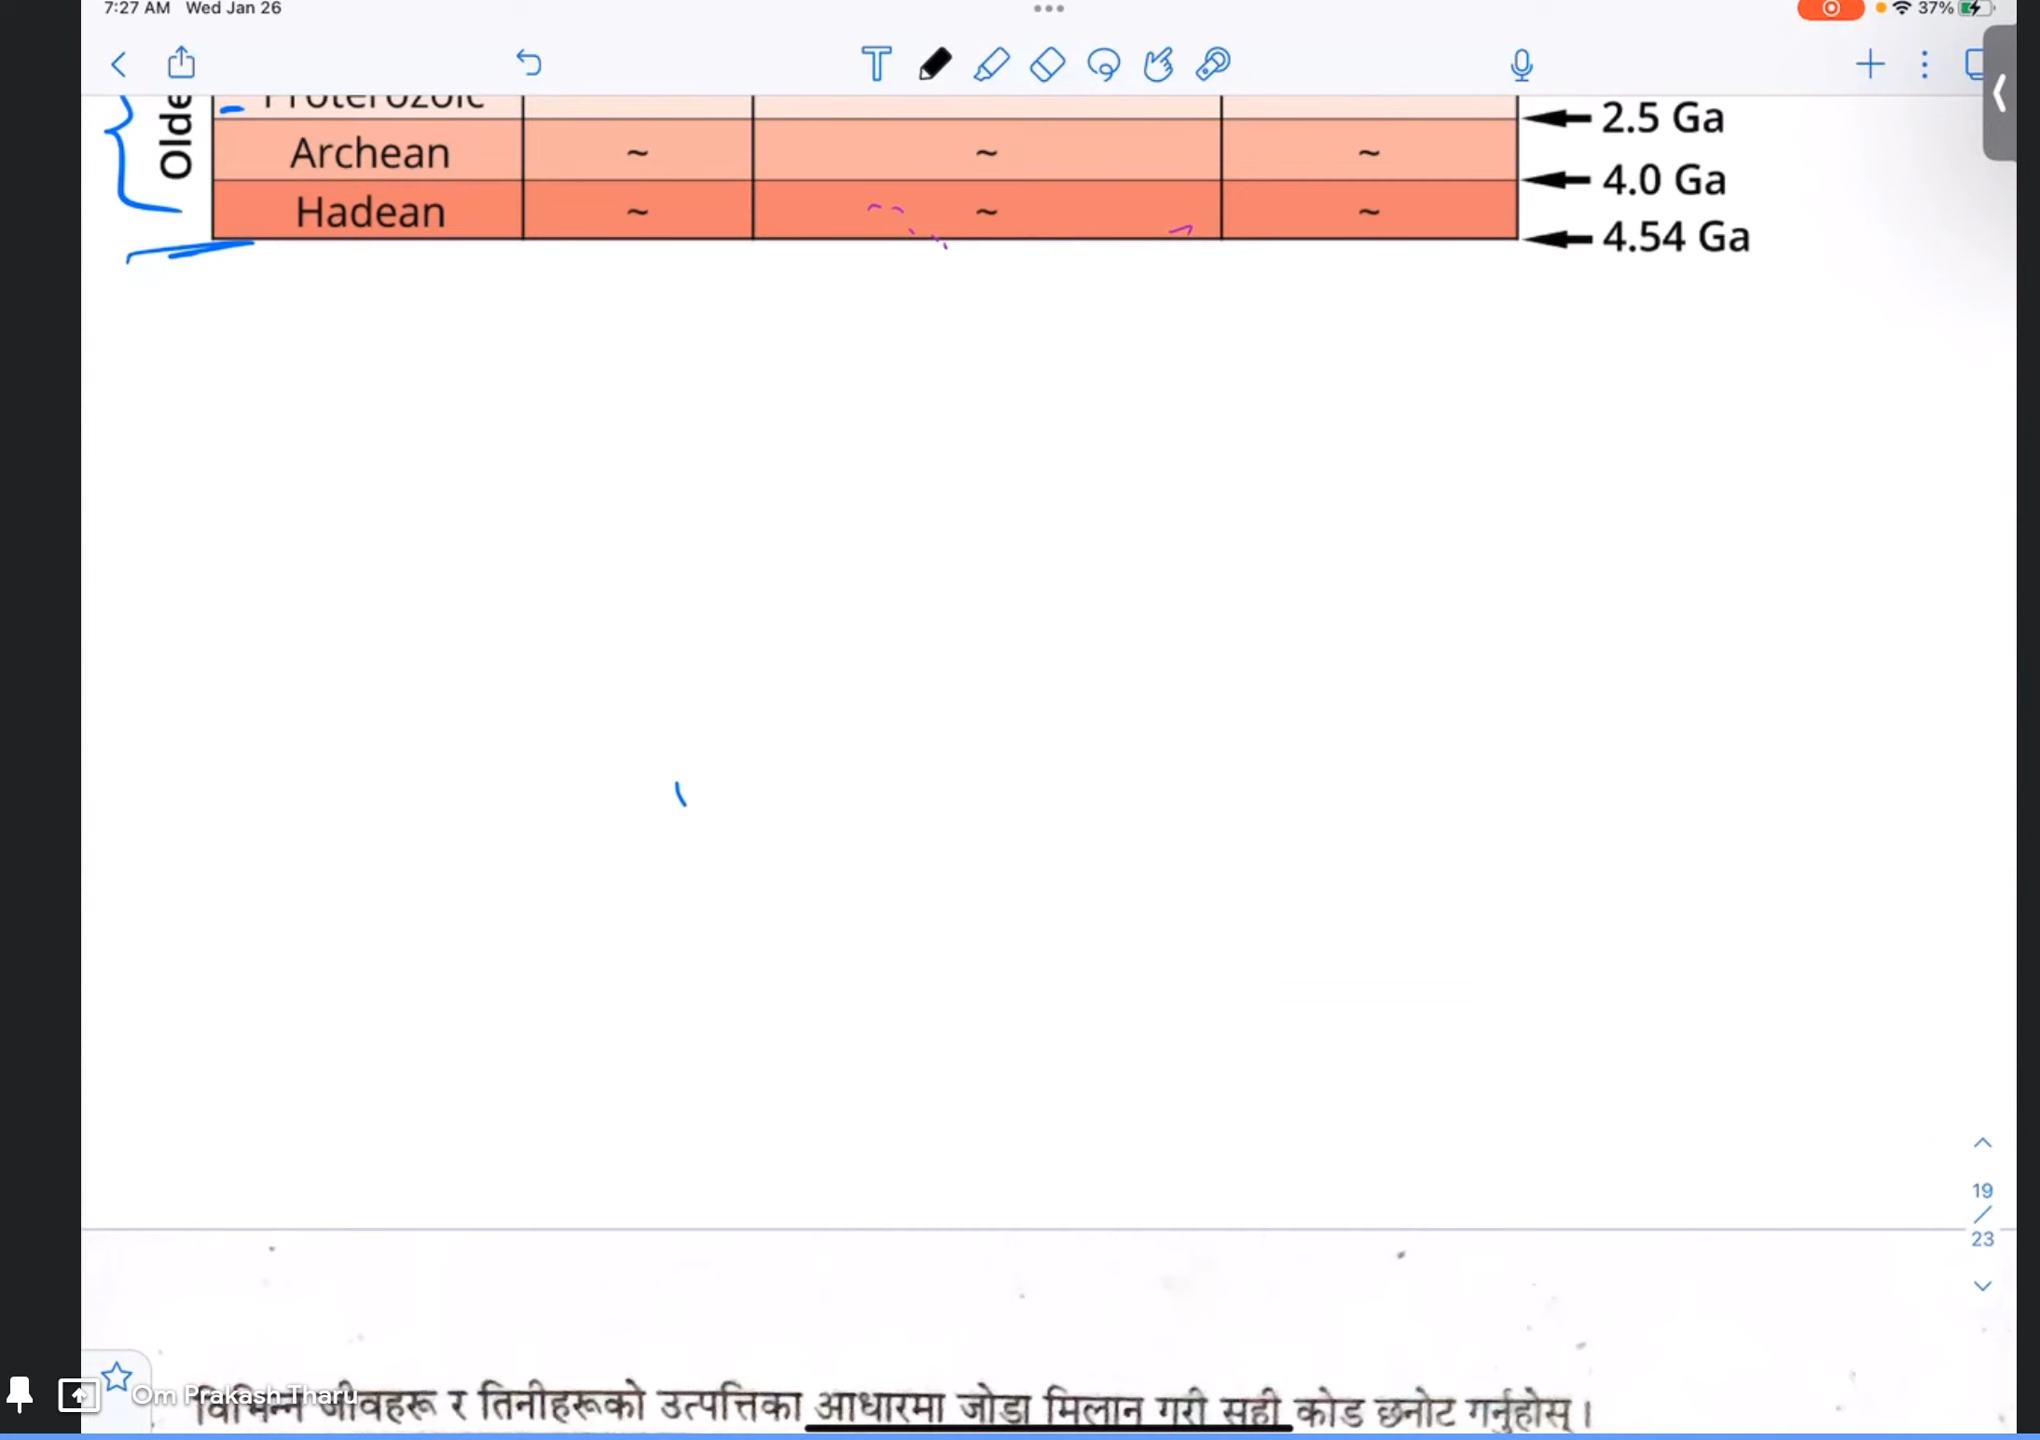 7:27 AM Wed Jan 26
37%
Olde
Proterozoic
2.5 Ga
Archean ~ ~ ~
4.0 Ga
Hadean ~ ~ ~
4.54 Ga
19
/
23
Om Prakash Tharu
विभिन्न जीवहरू र तिनीहरूको उत्पत्तिका आधारमा जोडा मिलान गरी सही कोड छनोट गर्नुहोस् ।